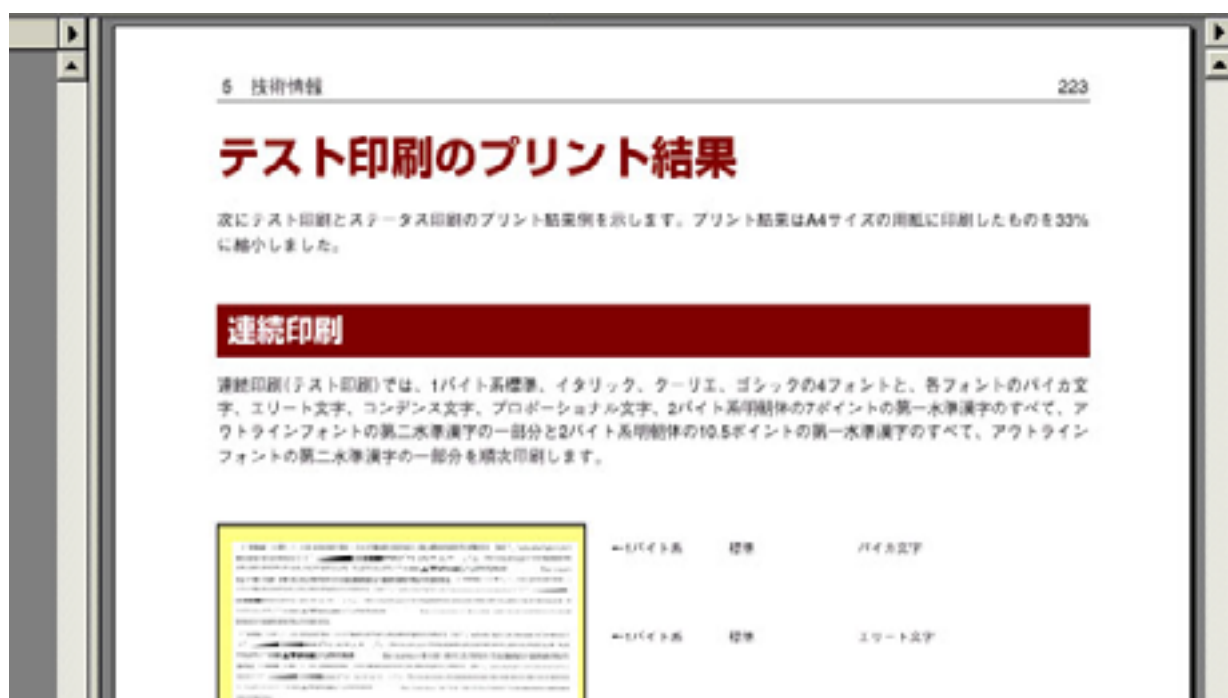 5 技術情報 223
テスト印刷のプリント結果
次にテスト印刷とステータス印刷のプリント結果例を示します。プリント結果はA4サイズの用紙に印刷したものを33%
に縮小しました。
連続印刷
連続印刷(テスト印刷)では、1バイト系標準、イタリック、クーリエ、ゴシックの4フォントと、各フォントのパイカ文
字、エリート文字、コンデンス文字、プロポーショナル文字、2バイト系明朝体の7ポイントの第一水準漢字のすべて、ア
ウトラインフォントの第二水準漢字の一部分と2バイト系明朝体の10.5ポイントの第一水準漢字のすべて、アウトライン
フォントの第二水準漢字の一部分を順次印刷します。
←1バイト系 標準 パイカ文字
←1バイト系 標準 エリート文字